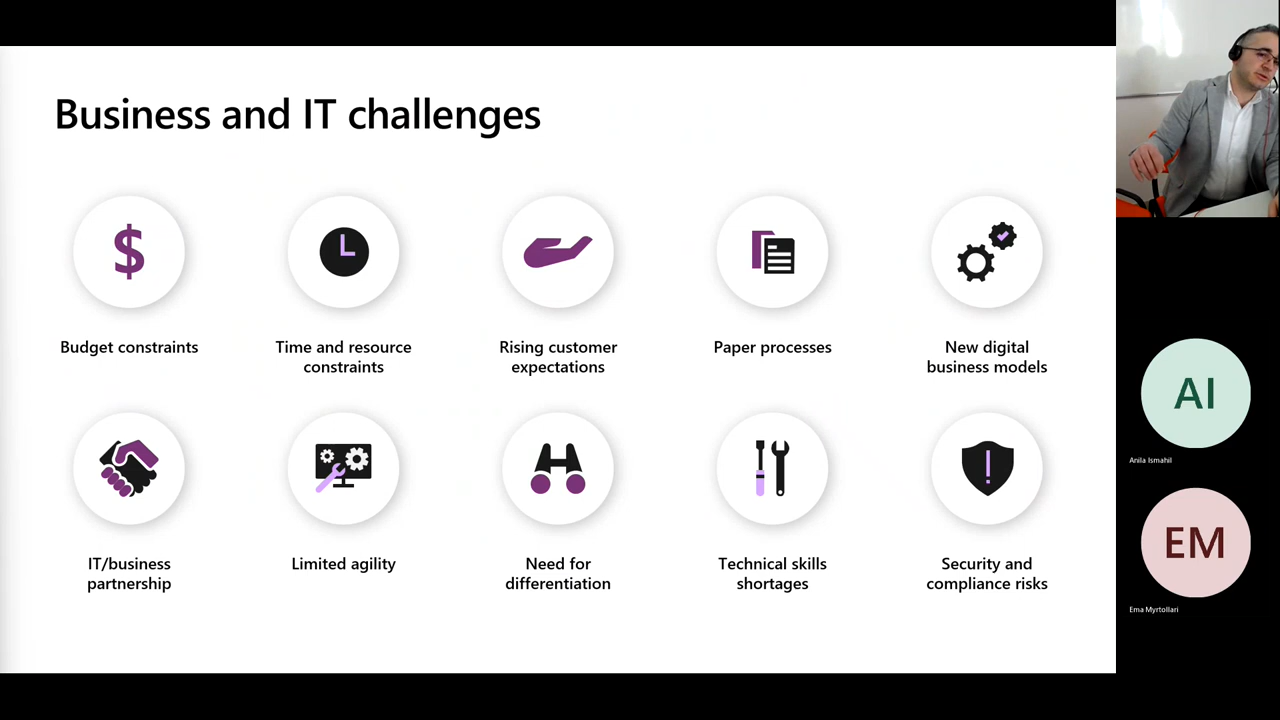 Business and IT challenges
Budget constraints
Time and resource
constraints
Rising customer
expectations
Paper processes
New digital
business models
IT/business
partnership
Limited agility
Need for
differentiation
Technical skills
shortages
Security and
compliance risks
AI
Anila Ismahil
EM
Ema Myrtollari